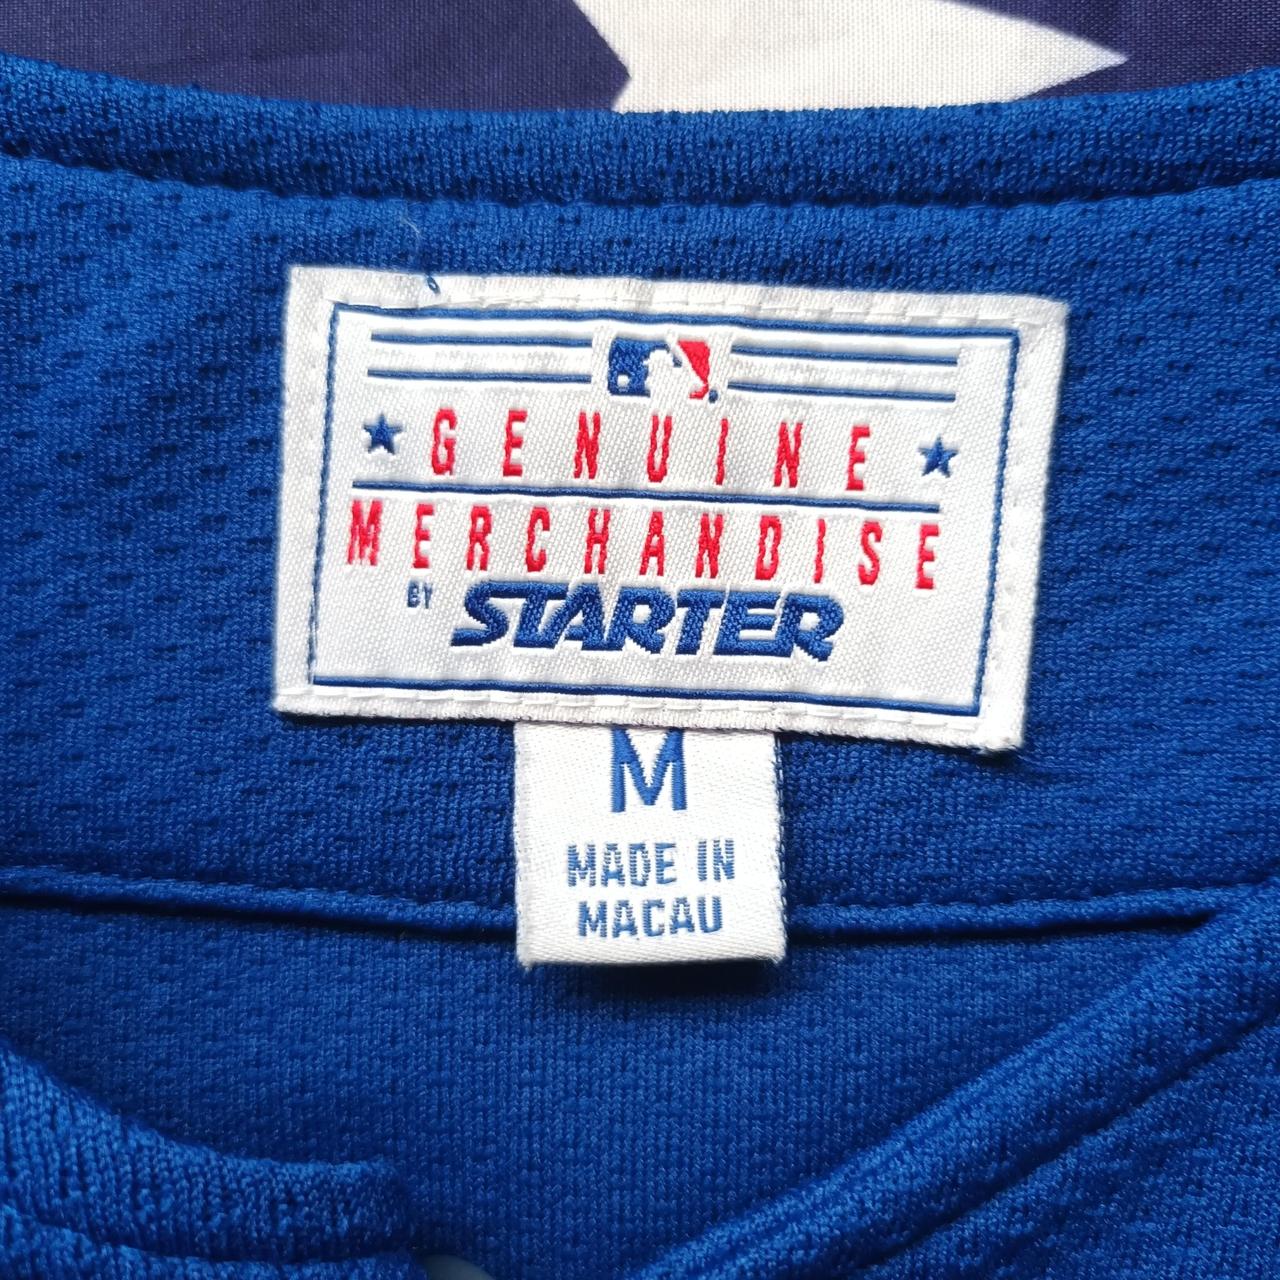 GENUINE
MERCHANDISE
BY STARTER
M
MADE IN
MACAU